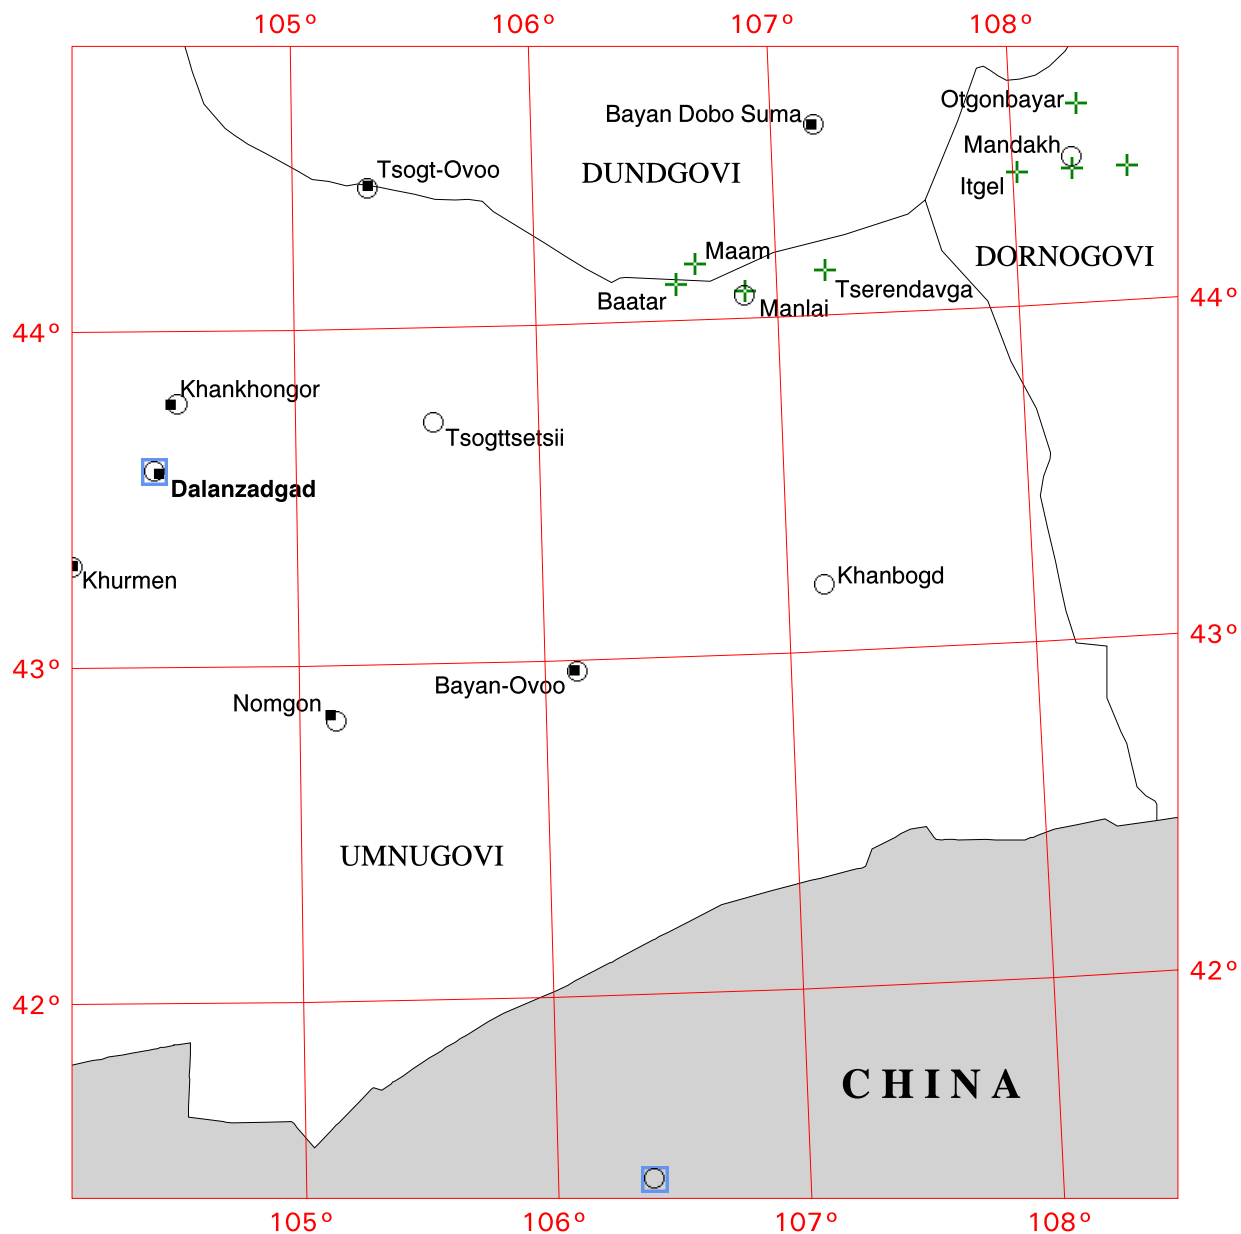 105° 106° 107° 108°
Otgonbayar
Bayan Dobo Suma
Mandakh
Tsogt-Ovoo
DUNDGOVI
Itgel
Maam
DORNOGOVI
Tserendavga
Baatar
Manlai
44° 44°
Khankhongor
Tsogttsetsii
Dalanzadgad
Khanbogd
Khurmen
43° 43°
Bayan-Ovoo
Nomgon
UMNUGOVI
42° 42°
CHINA
105° 106° 107° 108°